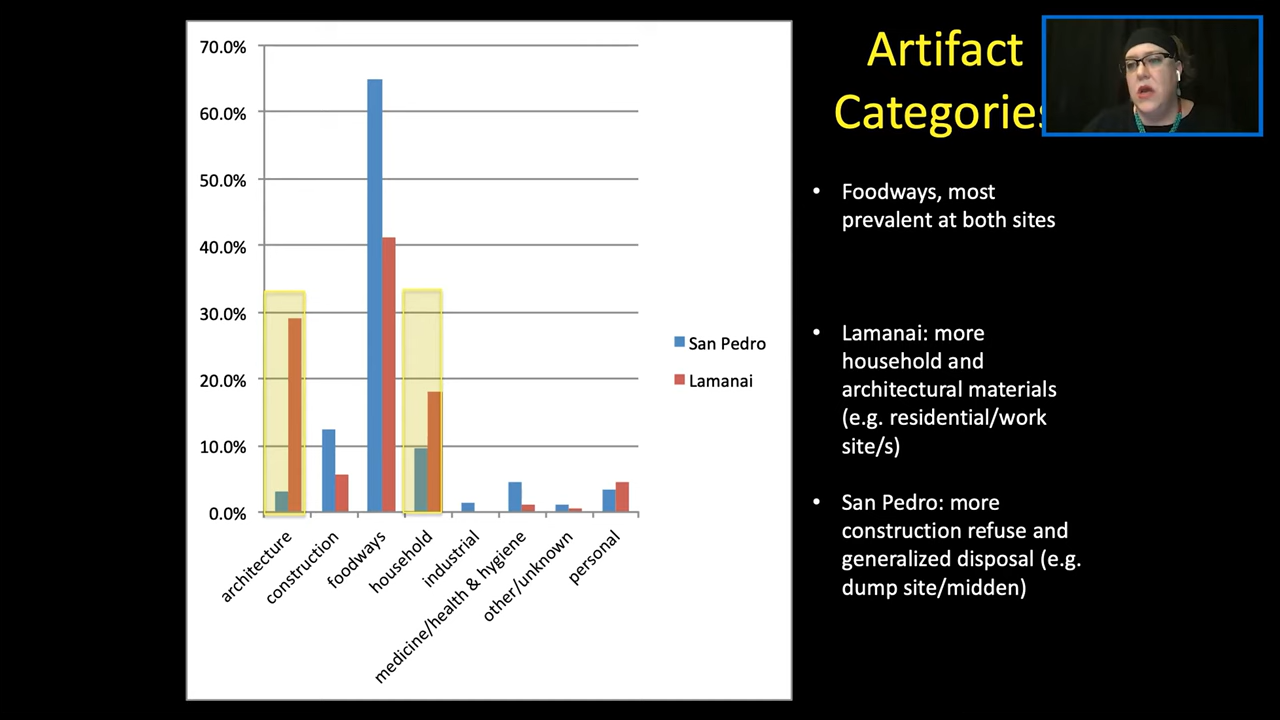 Artifact
Categories
70.0%
60.0%
50.0%
40.0%
30.0%
20.0%
10.0%
0.0%
architecture
construction
foodways
household
industrial
medicine/health & hygiene
other/unknown
personal
San Pedro
Lamanai
• Foodways, most
prevalent at both sites
• Lamanai: more
household and
architectural materials
(e.g. residential/work
site/s)
• San Pedro: more
construction refuse and
generalized disposal (e.g.
dump site/midden)